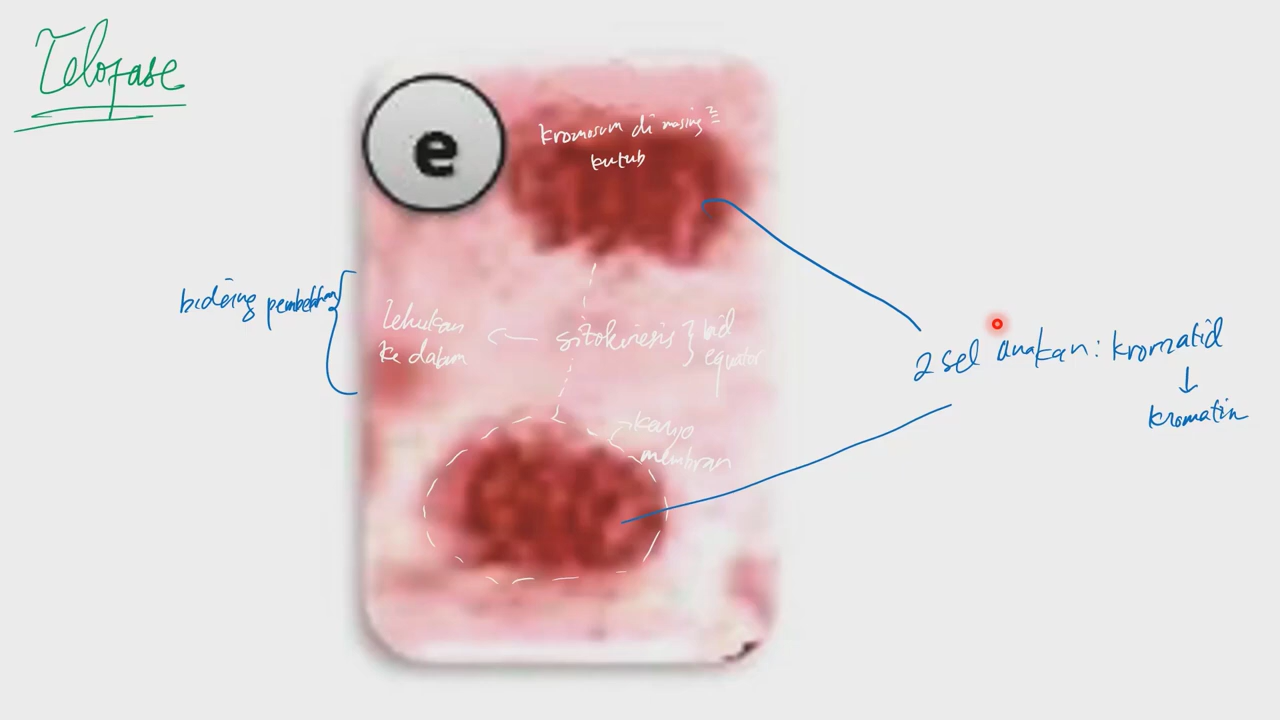 Telofase
e
kromosom di masing²
kutub
bidang pembelahan
lekukan
ke dalam
sitokinesis
bid
equator
karyo
membran
2 sel anakan: kromatid
↓
kromatin